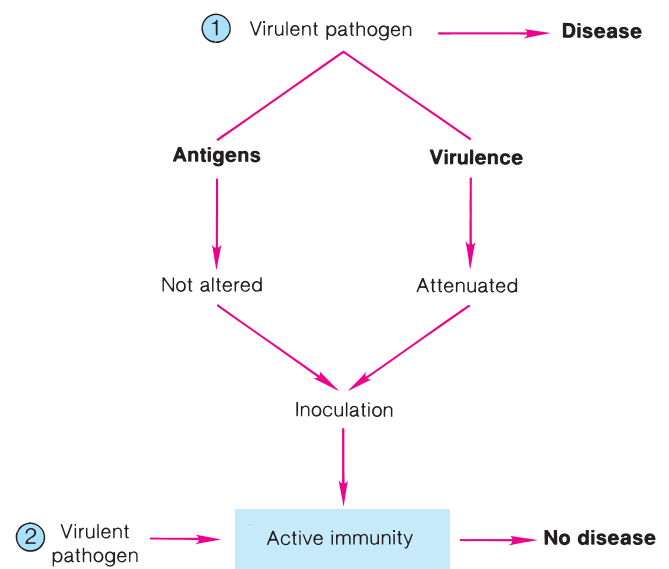 1 Virulent pathogen Disease
Antigens Virulence
Not altered Attenuated
Inoculation
2 Virulent
pathogen
Active immunity No disease